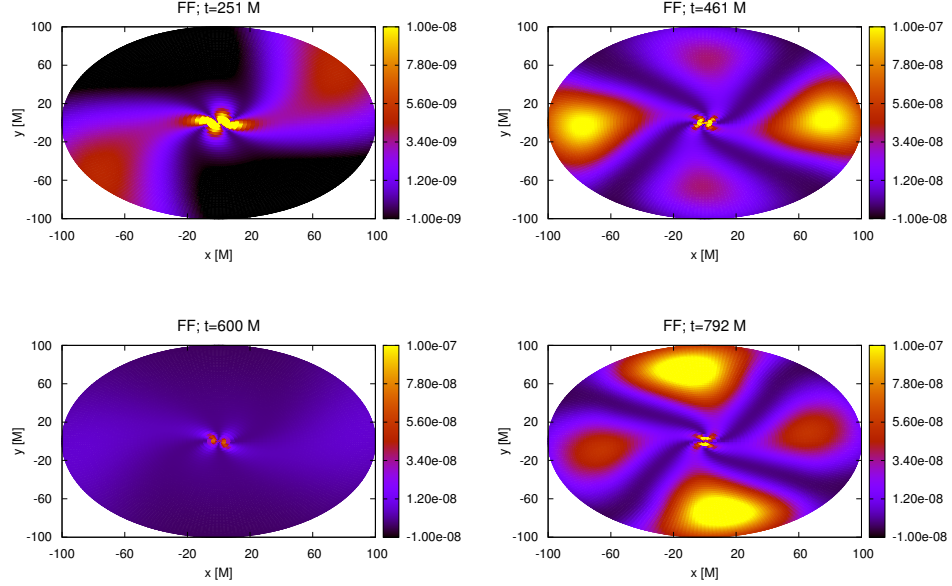 FF; t=251 M
100
60
20
-20
-60
-100
y [M]
-100 -60 -20 20 60 100
x [M]
1.00e-08
7.80e-09
5.60e-09
3.40e-09
1.20e-09
-1.00e-09
FF; t=461 M
100
60
20
-20
-60
-100
y [M]
-100 -60 -20 20 60 100
x [M]
1.00e-07
7.80e-08
5.60e-08
3.40e-08
1.20e-08
-1.00e-08
FF; t=600 M
100
60
20
-20
-60
-100
y [M]
-100 -60 -20 20 60 100
x [M]
1.00e-07
7.80e-08
5.60e-08
3.40e-08
1.20e-08
-1.00e-08
FF; t=792 M
100
60
20
-20
-60
-100
y [M]
-100 -60 -20 20 60 100
x [M]
1.00e-07
7.80e-08
5.60e-08
3.40e-08
1.20e-08
-1.00e-08